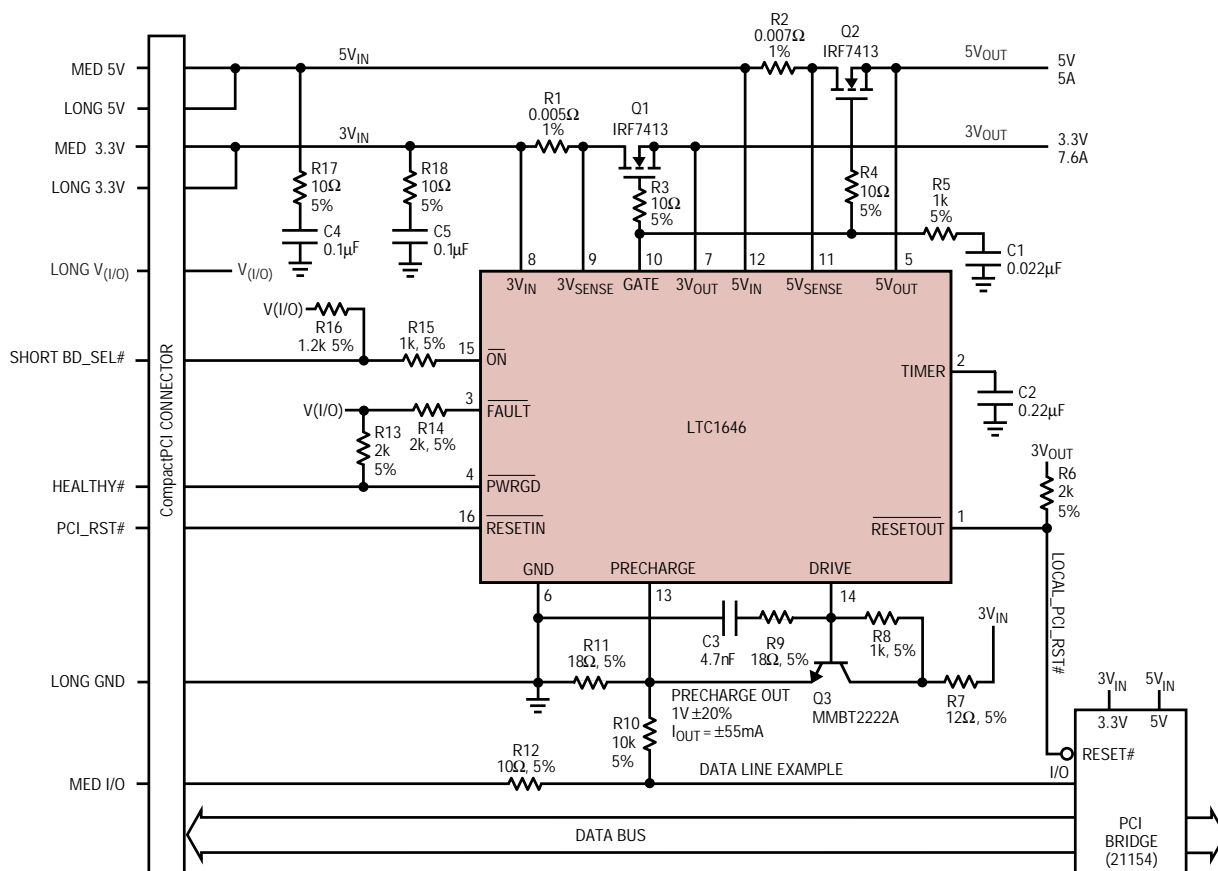 R2
0.007Ω
1%
Q2
IRF7413
5VIN
5VOUT
5V
5A
MED 5V
LONG 5V
R1
0.005Ω
1%
Q1
IRF7413
3VIN
3VOUT
3.3V
7.6A
MED 3.3V
LONG 3.3V
R17
10Ω
5%
R18
10Ω
5%
R3
10Ω
5%
R4
10Ω
5%
R5
1k
5%
C4
0.1µF
C5
0.1µF
C1
0.022µF
LONG V(I/O)
V(I/O)
8
9
10
7
12
11
5
3VIN
3VSENSE
GATE
3VOUT
5VIN
5VSENSE
5VOUT
V(I/O)
R16
1.2k 5%
R15
1k, 5%
SHORT BD_SEL#
15
ON
2
TIMER
C2
0.22µF
V(I/O)
R14
2k, 5%
3
FAULT
LTC1646
R13
2k
5%
3VOUT
R6
2k
5%
HEALTHY#
4
PWRGD
PCI_RST#
16
RESETIN
1
RESETOUT
CompactPCI CONNECTOR
GND
PRECHARGE
DRIVE
6
13
14
LOCAL_PCI_RST#
C3
4.7nF
R9
18Ω, 5%
R8
1k, 5%
3VIN
R11
18Ω, 5%
LONG GND
PRECHARGE OUT
1V ±20%
IOUT = ±55mA
Q3
MMBT2222A
R7
12Ω, 5%
R10
10k
5%
3VIN
5VIN
3.3V
5V
RESET#
I/O
R12
10Ω, 5%
MED I/O
DATA LINE EXAMPLE
DATA BUS
PCI
BRIDGE
(21154)